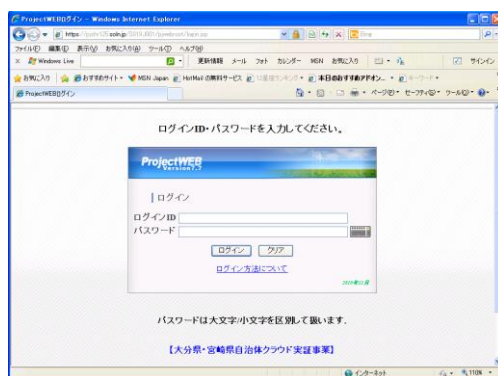 ProjectWEBログイン - Windows Internet Explorer
ファイル(F) 編集(E) 表示(V) お気に入り(A) ツール(T) ヘルプ(H)
Windows Live 更新情報 メール フォト カレンダー MSN お気に入り サインイン
お気に入り おすすめサイト MSN Japan HotMail の無料サービス 本日のおすすめアドオン...
ProjectWEBログイン ページ(P) セーフティ(S) ツール(O)
ログインID・パスワードを入力してください。
ProjectWEB
Version7.7
ログイン
ログインID
パスワード
ログイン クリア
ログイン方法について
パスワードは大文字/小文字を区別して扱います.
【大分県・宮崎県自治体クラウド実証事業】
インターネット 110%